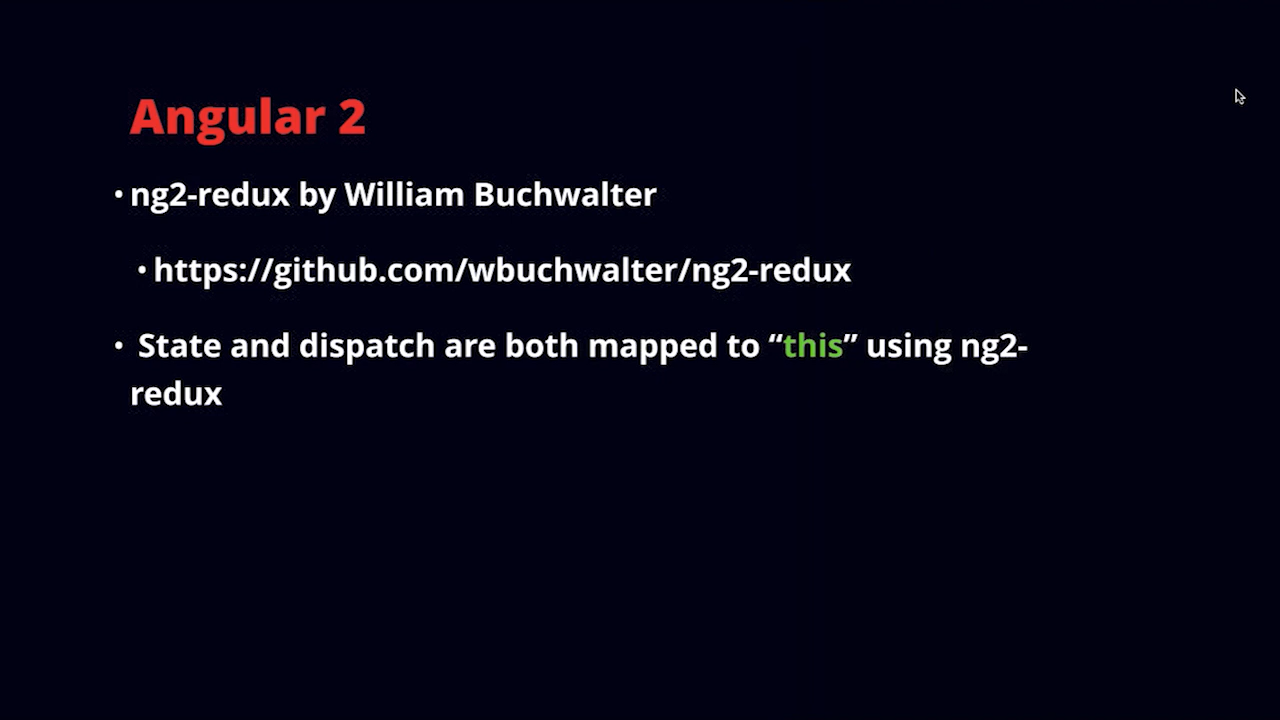 Angular 2
• ng2-redux by William Buchwalter
• https://github.com/wbuchwalter/ng2-redux
• State and dispatch are both mapped to “this” using ng2-
redux